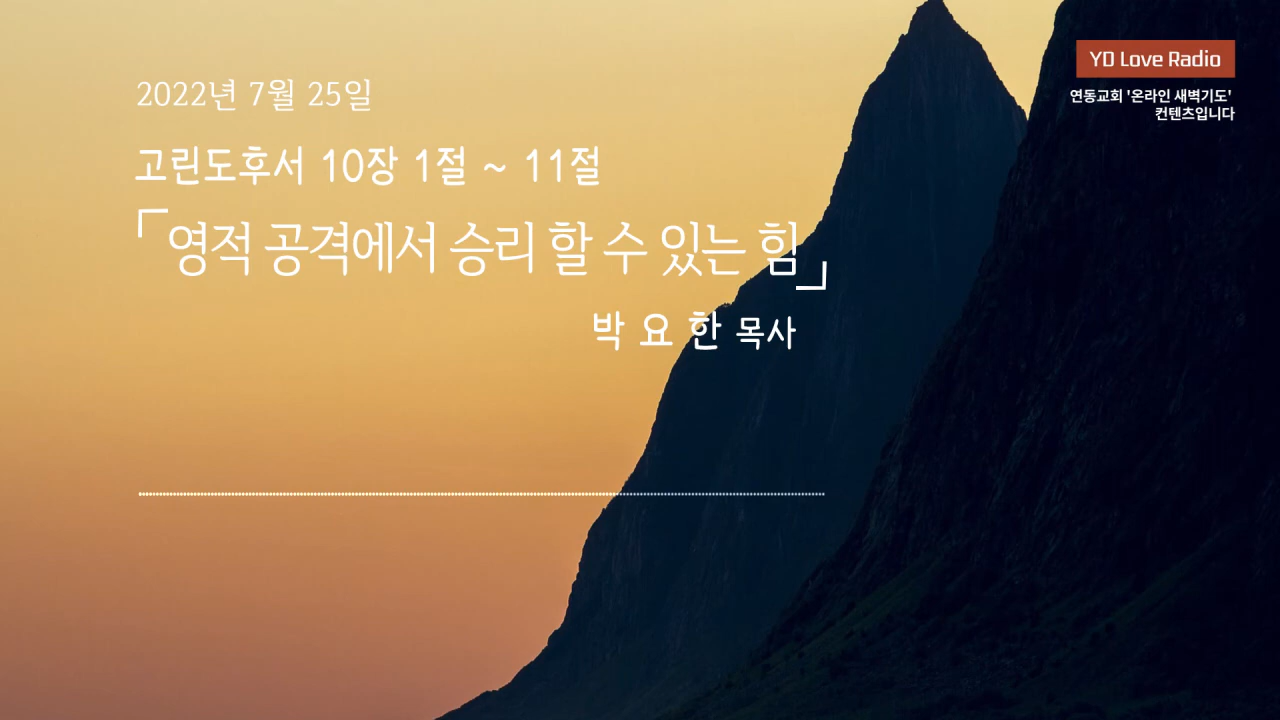 2022년 7월 25일
고린도후서 10장 1절 ~ 11절
「영적 공격에서 승리 할 수 있는 힘」
박 요 한 목사
YD Love Radio
연동교회 '온라인 새벽기도'
컨텐츠입니다